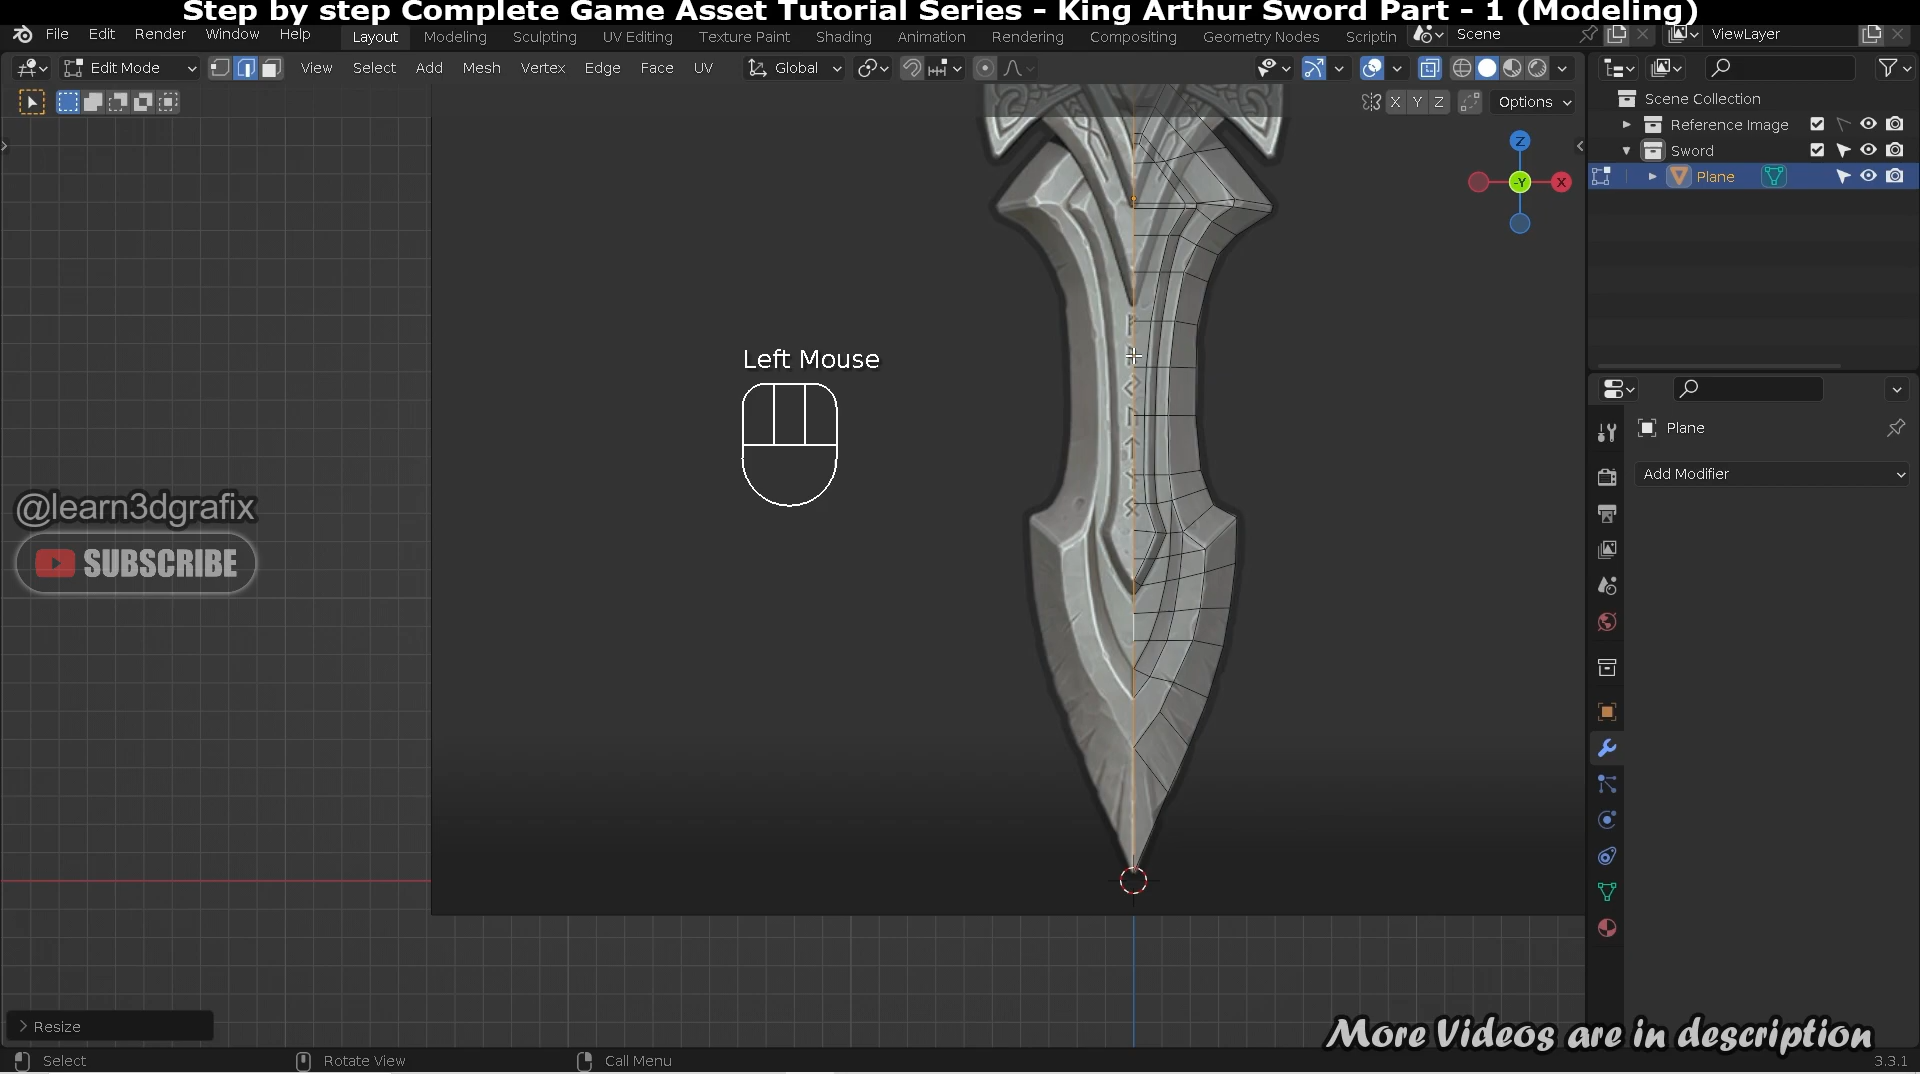 Step by step Complete Game Asset Tutorial Series - King Arthur Sword Part - 1 (Modeling)
File Edit Render Window Help Layout Modeling Sculpting UV Editing Texture Paint Shading Animation Rendering Compositing Geometry Nodes Scriptin Scene ViewLayer
Edit Mode View Select Add Mesh Vertex Edge Face UV Global
X Y Z Options
Scene Collection
Reference Image
Sword
Plane
Z
-Y X
Left Mouse
Plane
Add Modifier
@learn3dgrafix
SUBSCRIBE
Resize
More Videos are in description
Select Rotate View Call Menu 3.3.1